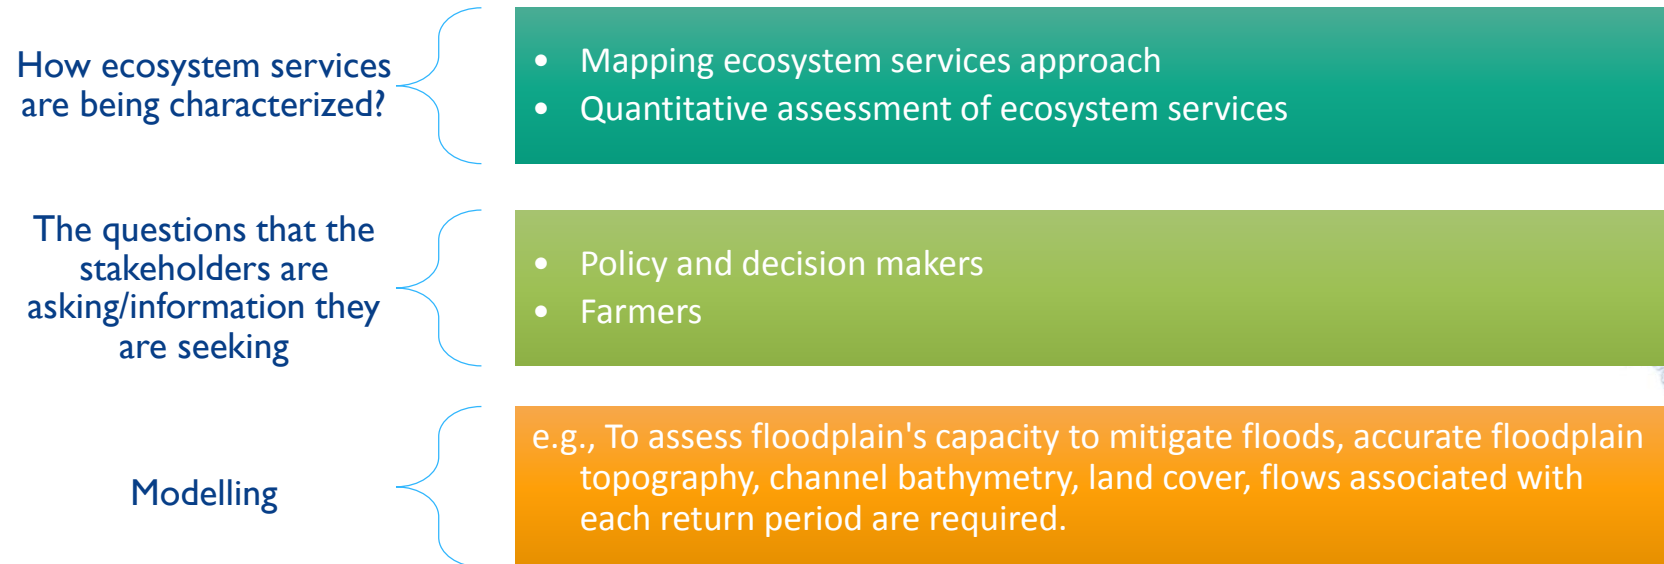 How ecosystem services
are being characterized?
• Mapping ecosystem services approach
• Quantitative assessment of ecosystem services
The questions that the
stakeholders are
asking/information they
are seeking
• Policy and decision makers
• Farmers
Modelling
e.g., To assess floodplain's capacity to mitigate floods, accurate floodplain
topography, channel bathymetry, land cover, flows associated with
each return period are required.